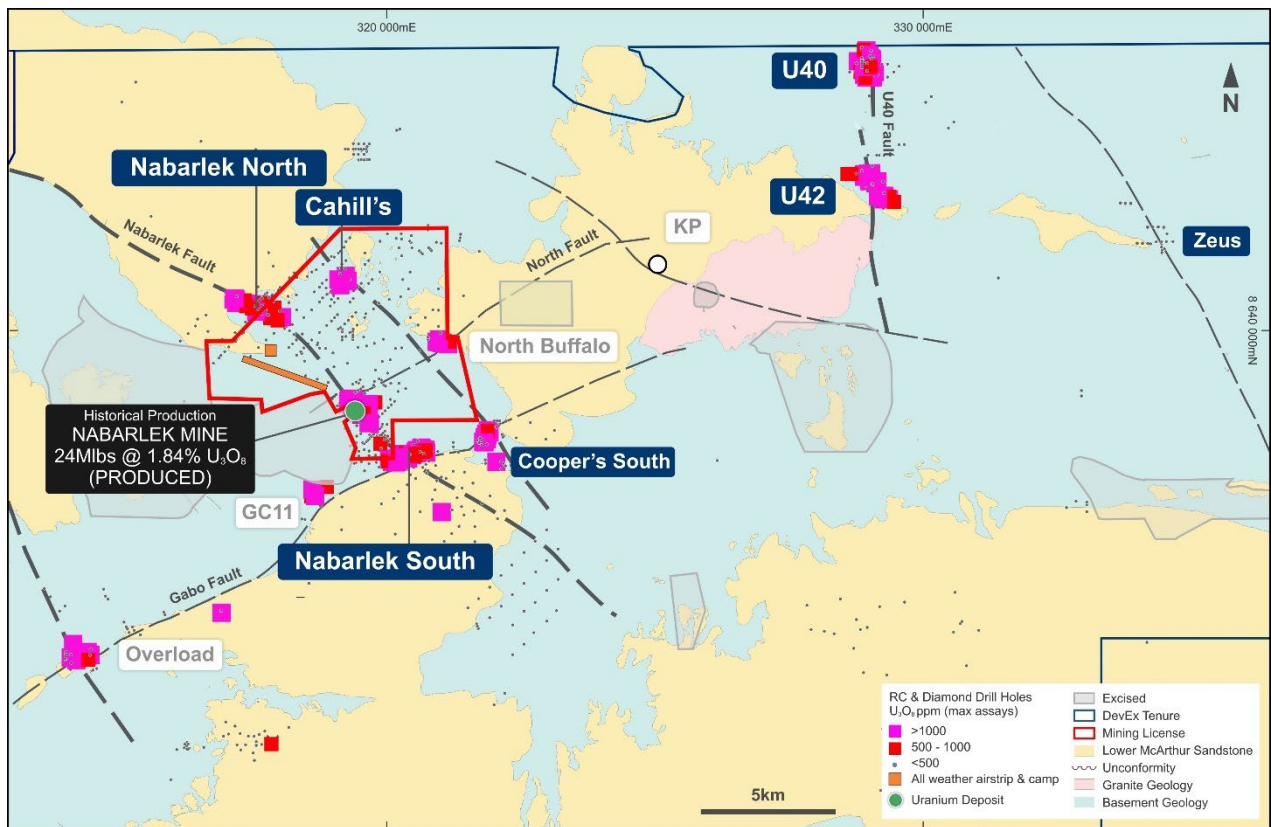 320 000mE
330 000mE
U40
N
U40 Fault
Nabarlek North
Cahill's
U42
Nabarlek Fault
North Fault
KP
Zeus
8 640 000mN
North Buffalo
Historical Production
NABARLEK MINE
24Mlbs @ 1.84% U₃O₈
(PRODUCED)
Cooper's South
GC11
Nabarlek South
Gabo Fault
Overload
5km
RC & Diamond Drill Holes
U₃O₈ ppm (max assays)
>1000
500 - 1000
<500
All weather airstrip & camp
Uranium Deposit
Excised
DevEx Tenure
Mining License
Lower McArthur Sandstone
Unconformity
Granite Geology
Basement Geology